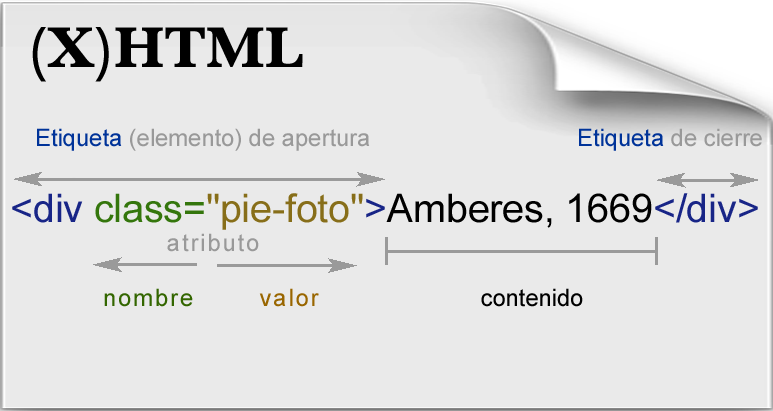 (X)HTML
Etiqueta (elemento) de apertura Etiqueta de cierre
<div class="pie-foto">Amberes, 1669</div>
atributo
nombre valor contenido